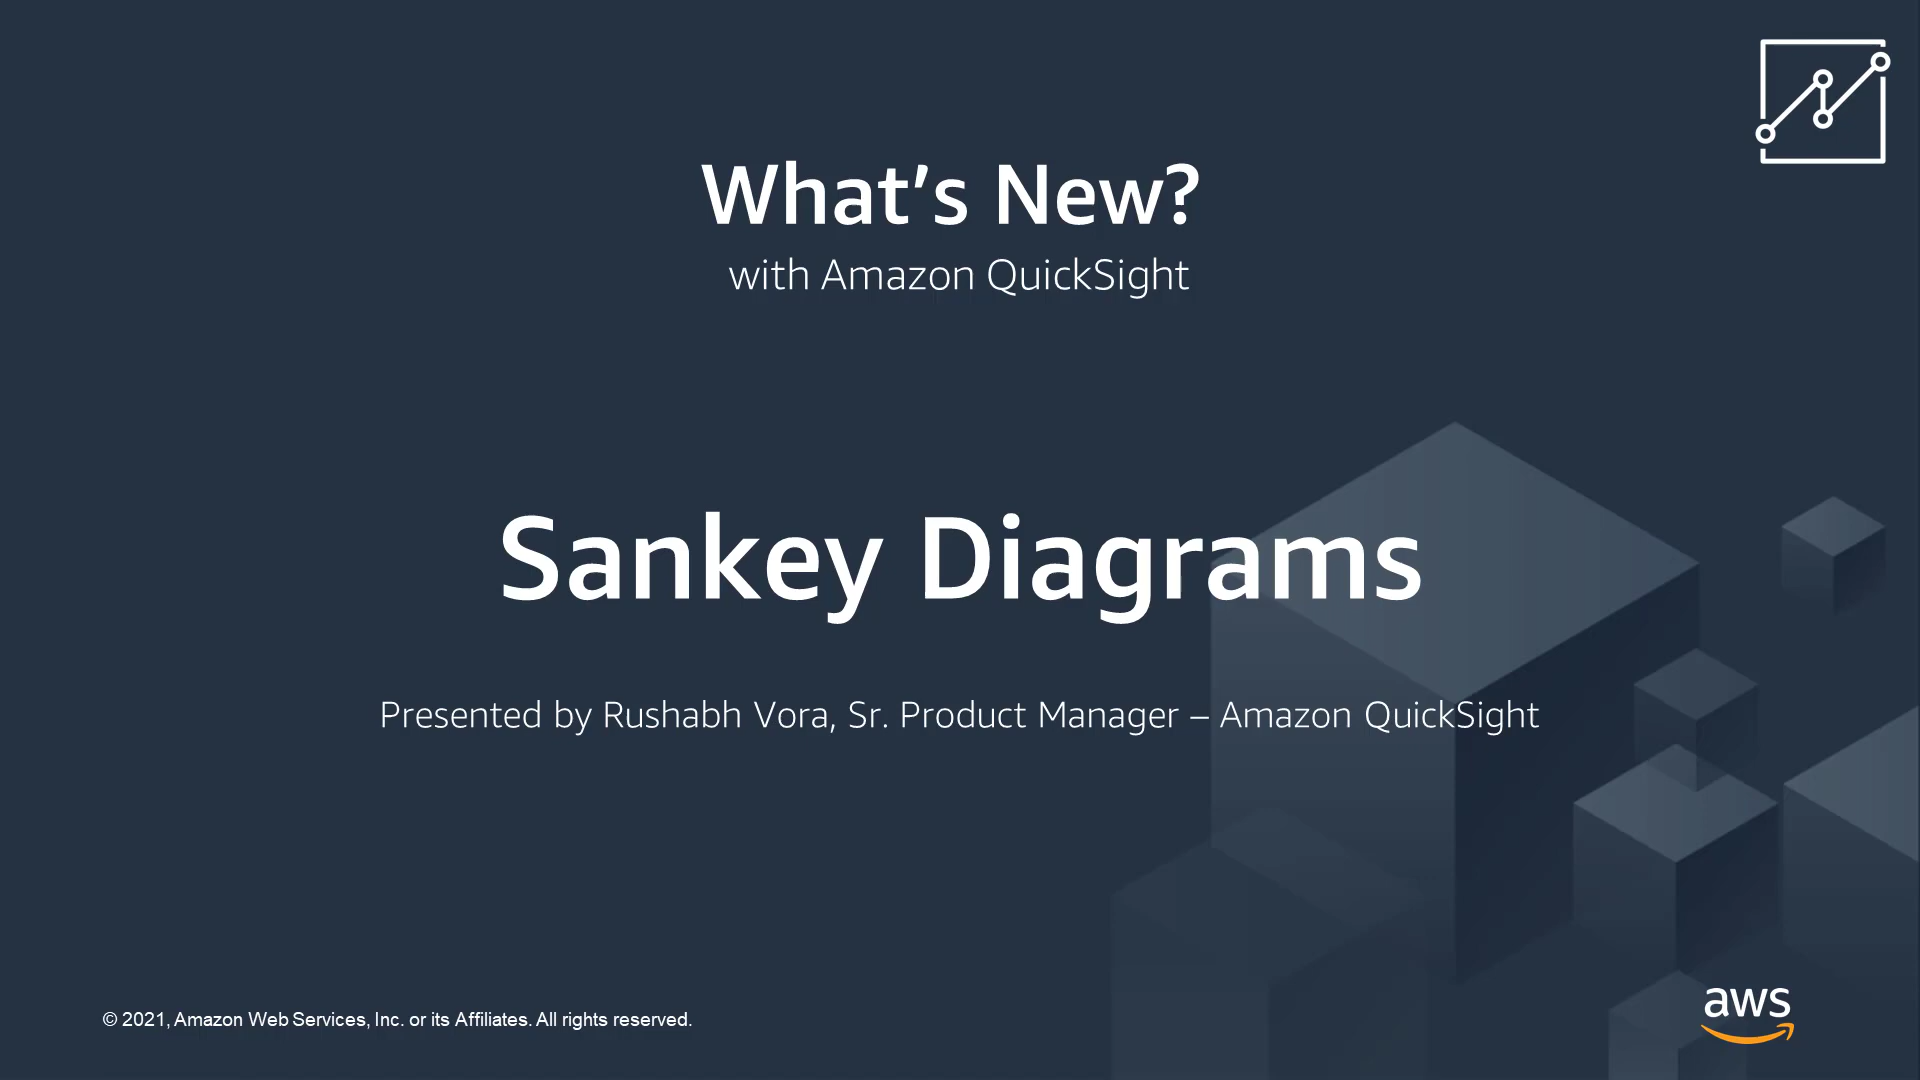 What’s New?
with Amazon QuickSight
Sankey Diagrams
Presented by Rushabh Vora, Sr. Product Manager – Amazon QuickSight
© 2021, Amazon Web Services, Inc. or its Affiliates. All rights reserved.
aws